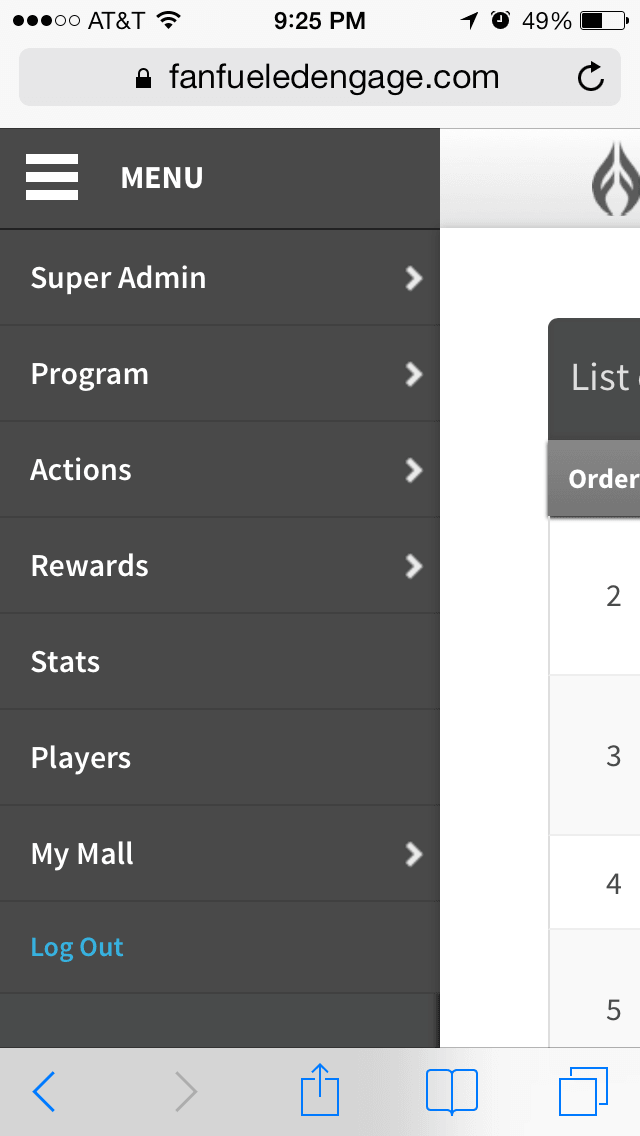 AT&T 9:25 PM 49%
fanfueledengage.com
MENU
Super Admin
Program
List
Actions
Order
Rewards
2
Stats
Players
3
My Mall
4
Log Out
5